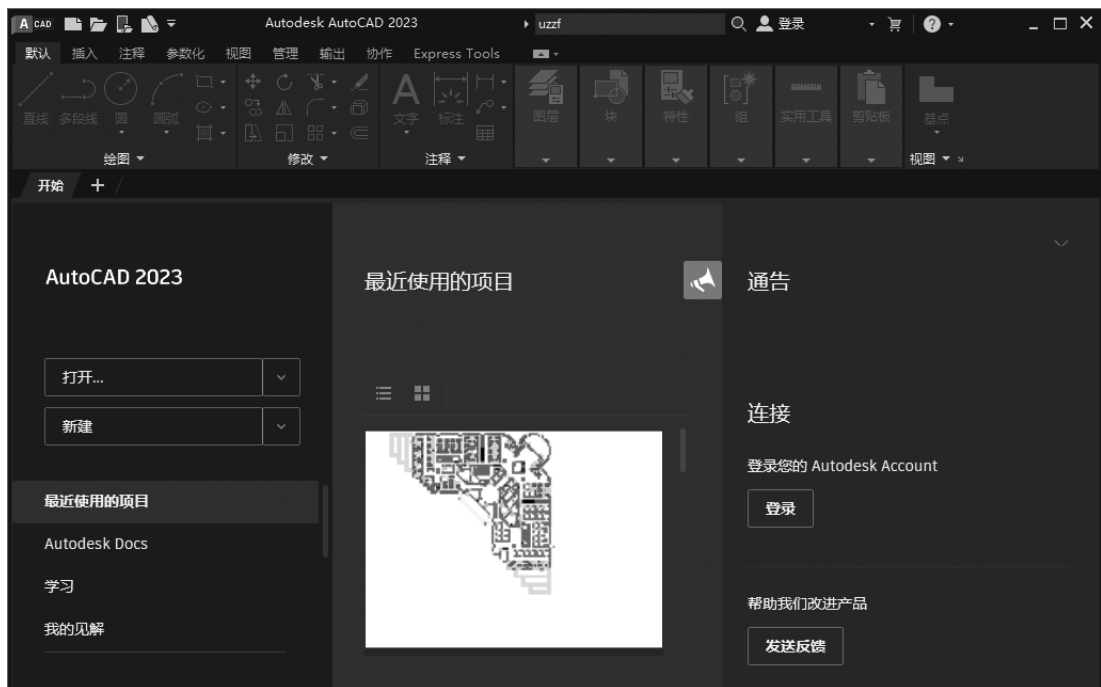 A CAD Autodesk AutoCAD 2023 uzzf 登录
默认 插入 注释 参数化 视图 管理 输出 协作 Express Tools
直线 多段线 圆 圆弧 文字 标注 图层 块 特性 组 实用工具 剪贴板 基点
绘图 修改 注释 视图
开始
AutoCAD 2023
打开...
新建
最近使用的项目
Autodesk Docs
学习
我的见解
最近使用的项目
通告
连接
登录您的 Autodesk Account
登录
帮助我们改进产品
发送反馈